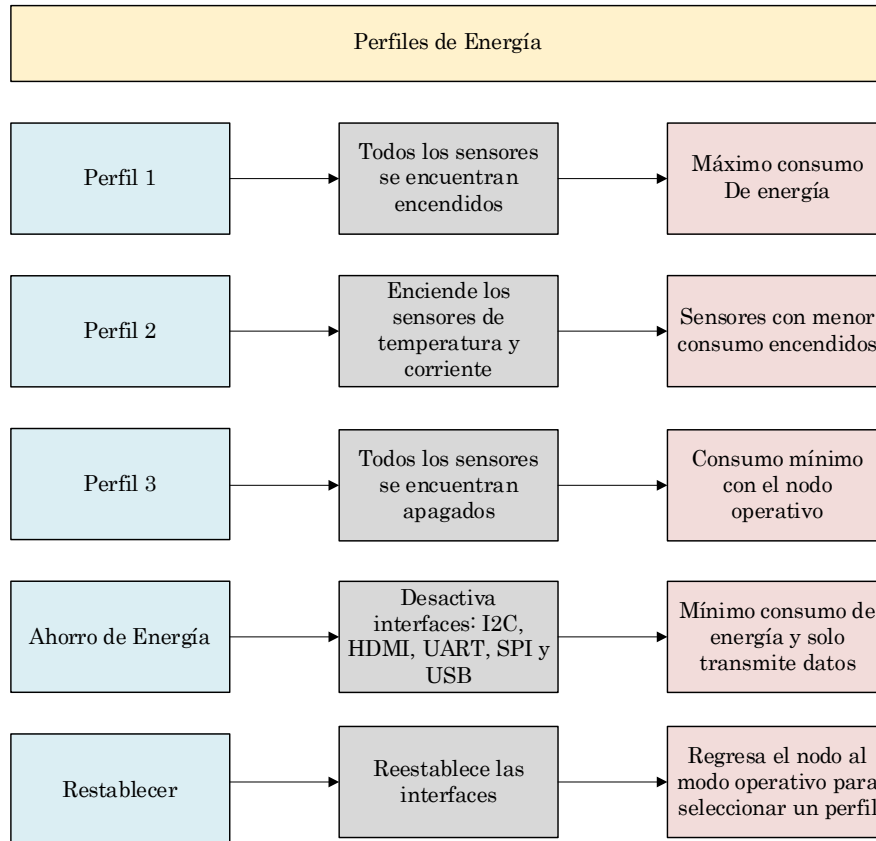 Perfiles de Energía
Perfil 1
Todos los sensores
se encuentran
encendidos
Máximo consumo
De energía
Perfil 2
Enciende los
sensores de
temperatura y
corriente
Sensores con menor
consumo encendidos
Perfil 3
Todos los sensores
se encuentran
apagados
Consumo mínimo
con el nodo
operativo
Ahorro de Energía
Desactiva
interfaces: I2C,
HDMI, UART, SPI y
USB
Mínimo consumo de
energía y solo
transmite datos
Restablecer
Reestablece las
interfaces
Regresa el nodo al
modo operativo para
seleccionar un perfil